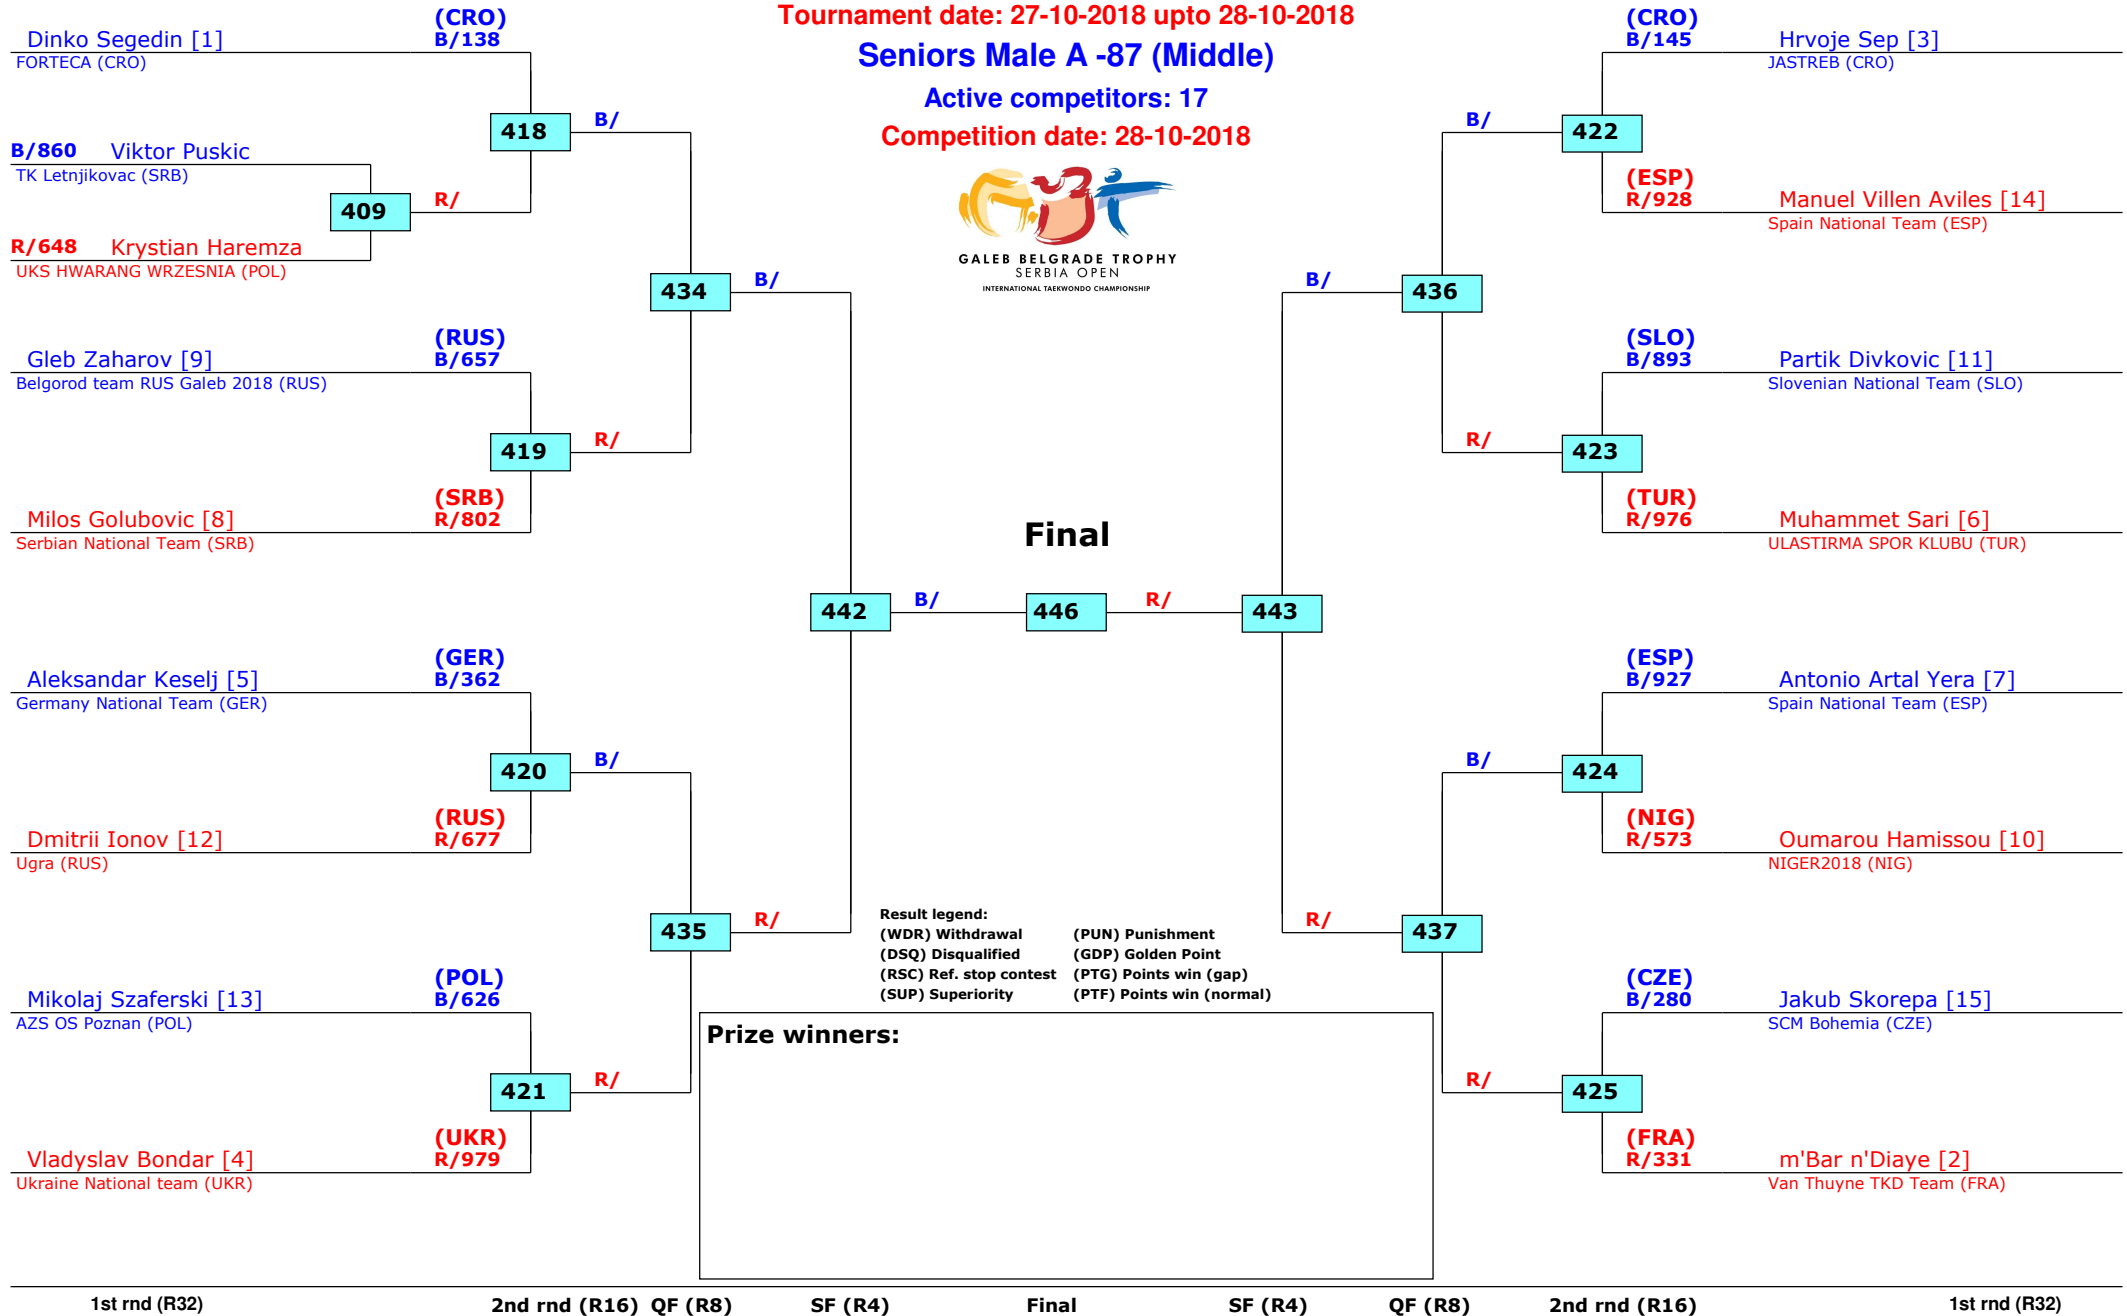 Tournament date: 27-10-2018 upto 28-10-2018
Seniors Male A -87 (Middle)
Active competitors: 17
Competition date: 28-10-2018
GALEB BELGRADE TROPHY
SERBIA OPEN
INTERNATIONAL TAEKWONDO CHAMPIONSHIP
(CRO)
Dinko Segedin [1] B/138
FORTECA (CRO)
418 B/
B/860 Viktor Puskic
TK Letnjikovac (SRB)
409 R/
R/648 Krystian Haremza
UKS HWARANG WRZESNIA (POL)
434 B/
(RUS)
Gleb Zaharov [9] B/657
Belgorod team RUS Galeb 2018 (RUS)
419 R/
(SRB)
Milos Golubovic [8] R/802
Serbian National Team (SRB)
442 B/
(GER)
Aleksandar Keselj [5] B/362
Germany National Team (GER)
420 B/
(RUS)
Dmitrii Ionov [12] R/677
Ugra (RUS)
435 R/
(POL)
Mikolaj Szaferski [13] B/626
AZS OS Poznan (POL)
421 R/
(UKR)
Vladyslav Bondar [4] R/979
Ukraine National team (UKR)
Final
446
R/ 443
(CRO)
B/145 Hrvoje Sep [3]
JASTREB (CRO)
B/ 422
(ESP)
R/928 Manuel Villen Aviles [14]
Spain National Team (ESP)
B/ 436
(SLO)
B/893 Partik Divkovic [11]
Slovenian National Team (SLO)
R/ 423
(TUR)
R/976 Muhammet Sari [6]
ULASTIRMA SPOR KLUBU (TUR)
(ESP)
B/927 Antonio Artal Yera [7]
Spain National Team (ESP)
B/ 424
(NIG)
R/573 Oumarou Hamissou [10]
NIGER2018 (NIG)
R/ 437
(CZE)
B/280 Jakub Skorepa [15]
SCM Bohemia (CZE)
R/ 425
(FRA)
R/331 m'Bar n'Diaye [2]
Van Thuyne TKD Team (FRA)
Result legend:
(WDR) Withdrawal (PUN) Punishment
(DSQ) Disqualified (GDP) Golden Point
(RSC) Ref. stop contest (PTG) Points win (gap)
(SUP) Superiority (PTF) Points win (normal)
Prize winners:
1st rnd (R32) 2nd rnd (R16) QF (R8) SF (R4) Final SF (R4) QF (R8) 2nd rnd (R16) 1st rnd (R32)